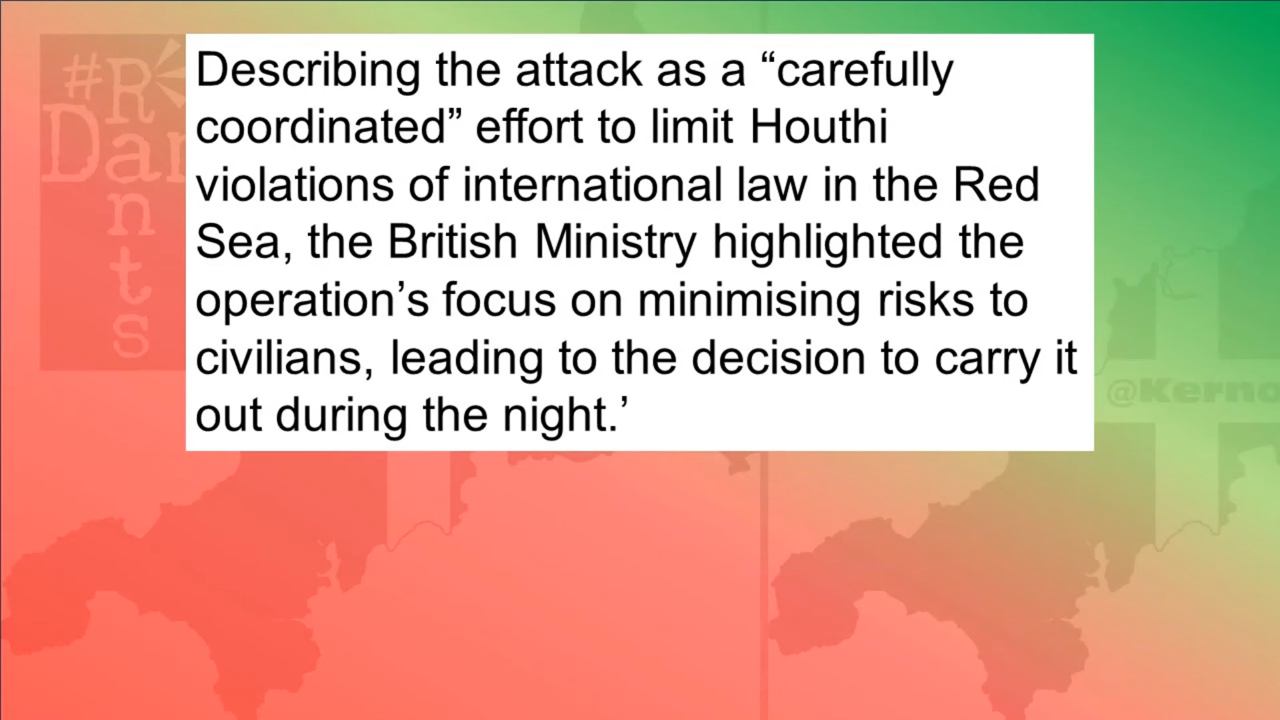 #R
Dar
n
t
s
Describing the attack as a “carefully
coordinated” effort to limit Houthi
violations of international law in the Red
Sea, the British Ministry highlighted the
operation’s focus on minimising risks to
civilians, leading to the decision to carry it
out during the night.’
@Kerno